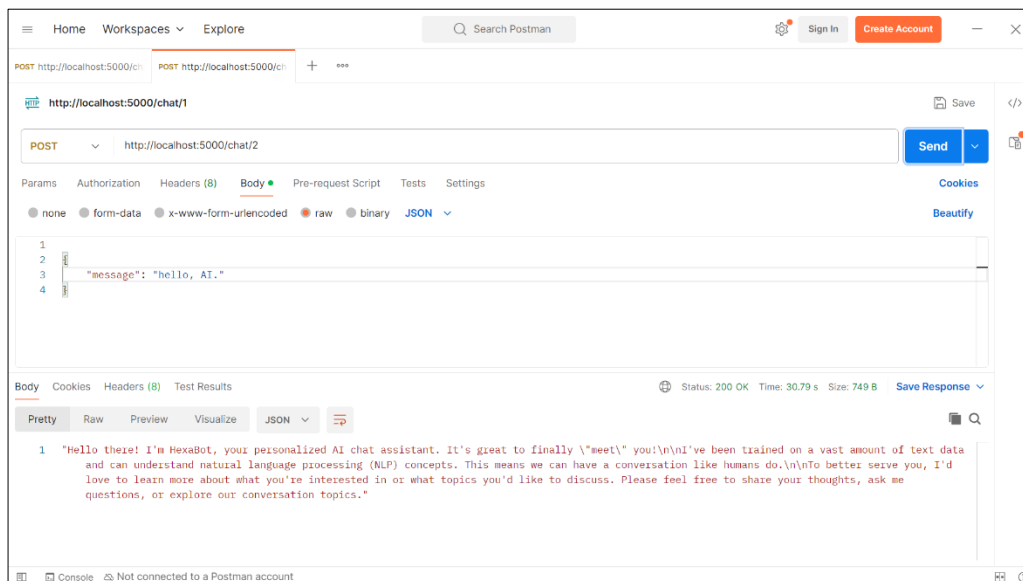 Home Workspaces Explore Search Postman Sign In Create Account
POST http://localhost:5000/ch POST http://localhost:5000/ch
HTTP http://localhost:5000/chat/1 Save </>
POST http://localhost:5000/chat/2 Send
Params Authorization Headers (8) Body Pre-request Script Tests Settings Cookies
none form-data x-www-form-urlencoded raw binary JSON Beautify
1
2 {
3 "message": "hello, AI."
4 }
Body Cookies Headers (8) Test Results Status: 200 OK Time: 30.79 s Size: 749 B Save Response
Pretty Raw Preview Visualize JSON
1 "Hello there! I'm HexaBot, your personalized AI chat assistant. It's great to finally \"meet\" you!\n\nI've been trained on a vast amount of text data
and can understand natural language processing (NLP) concepts. This means we can have a conversation like humans do.\n\nTo better serve you, I'd
love to learn more about what you're interested in or what topics you'd like to discuss. Please feel free to share your thoughts, ask me
questions, or explore our conversation topics."
Console Not connected to a Postman account